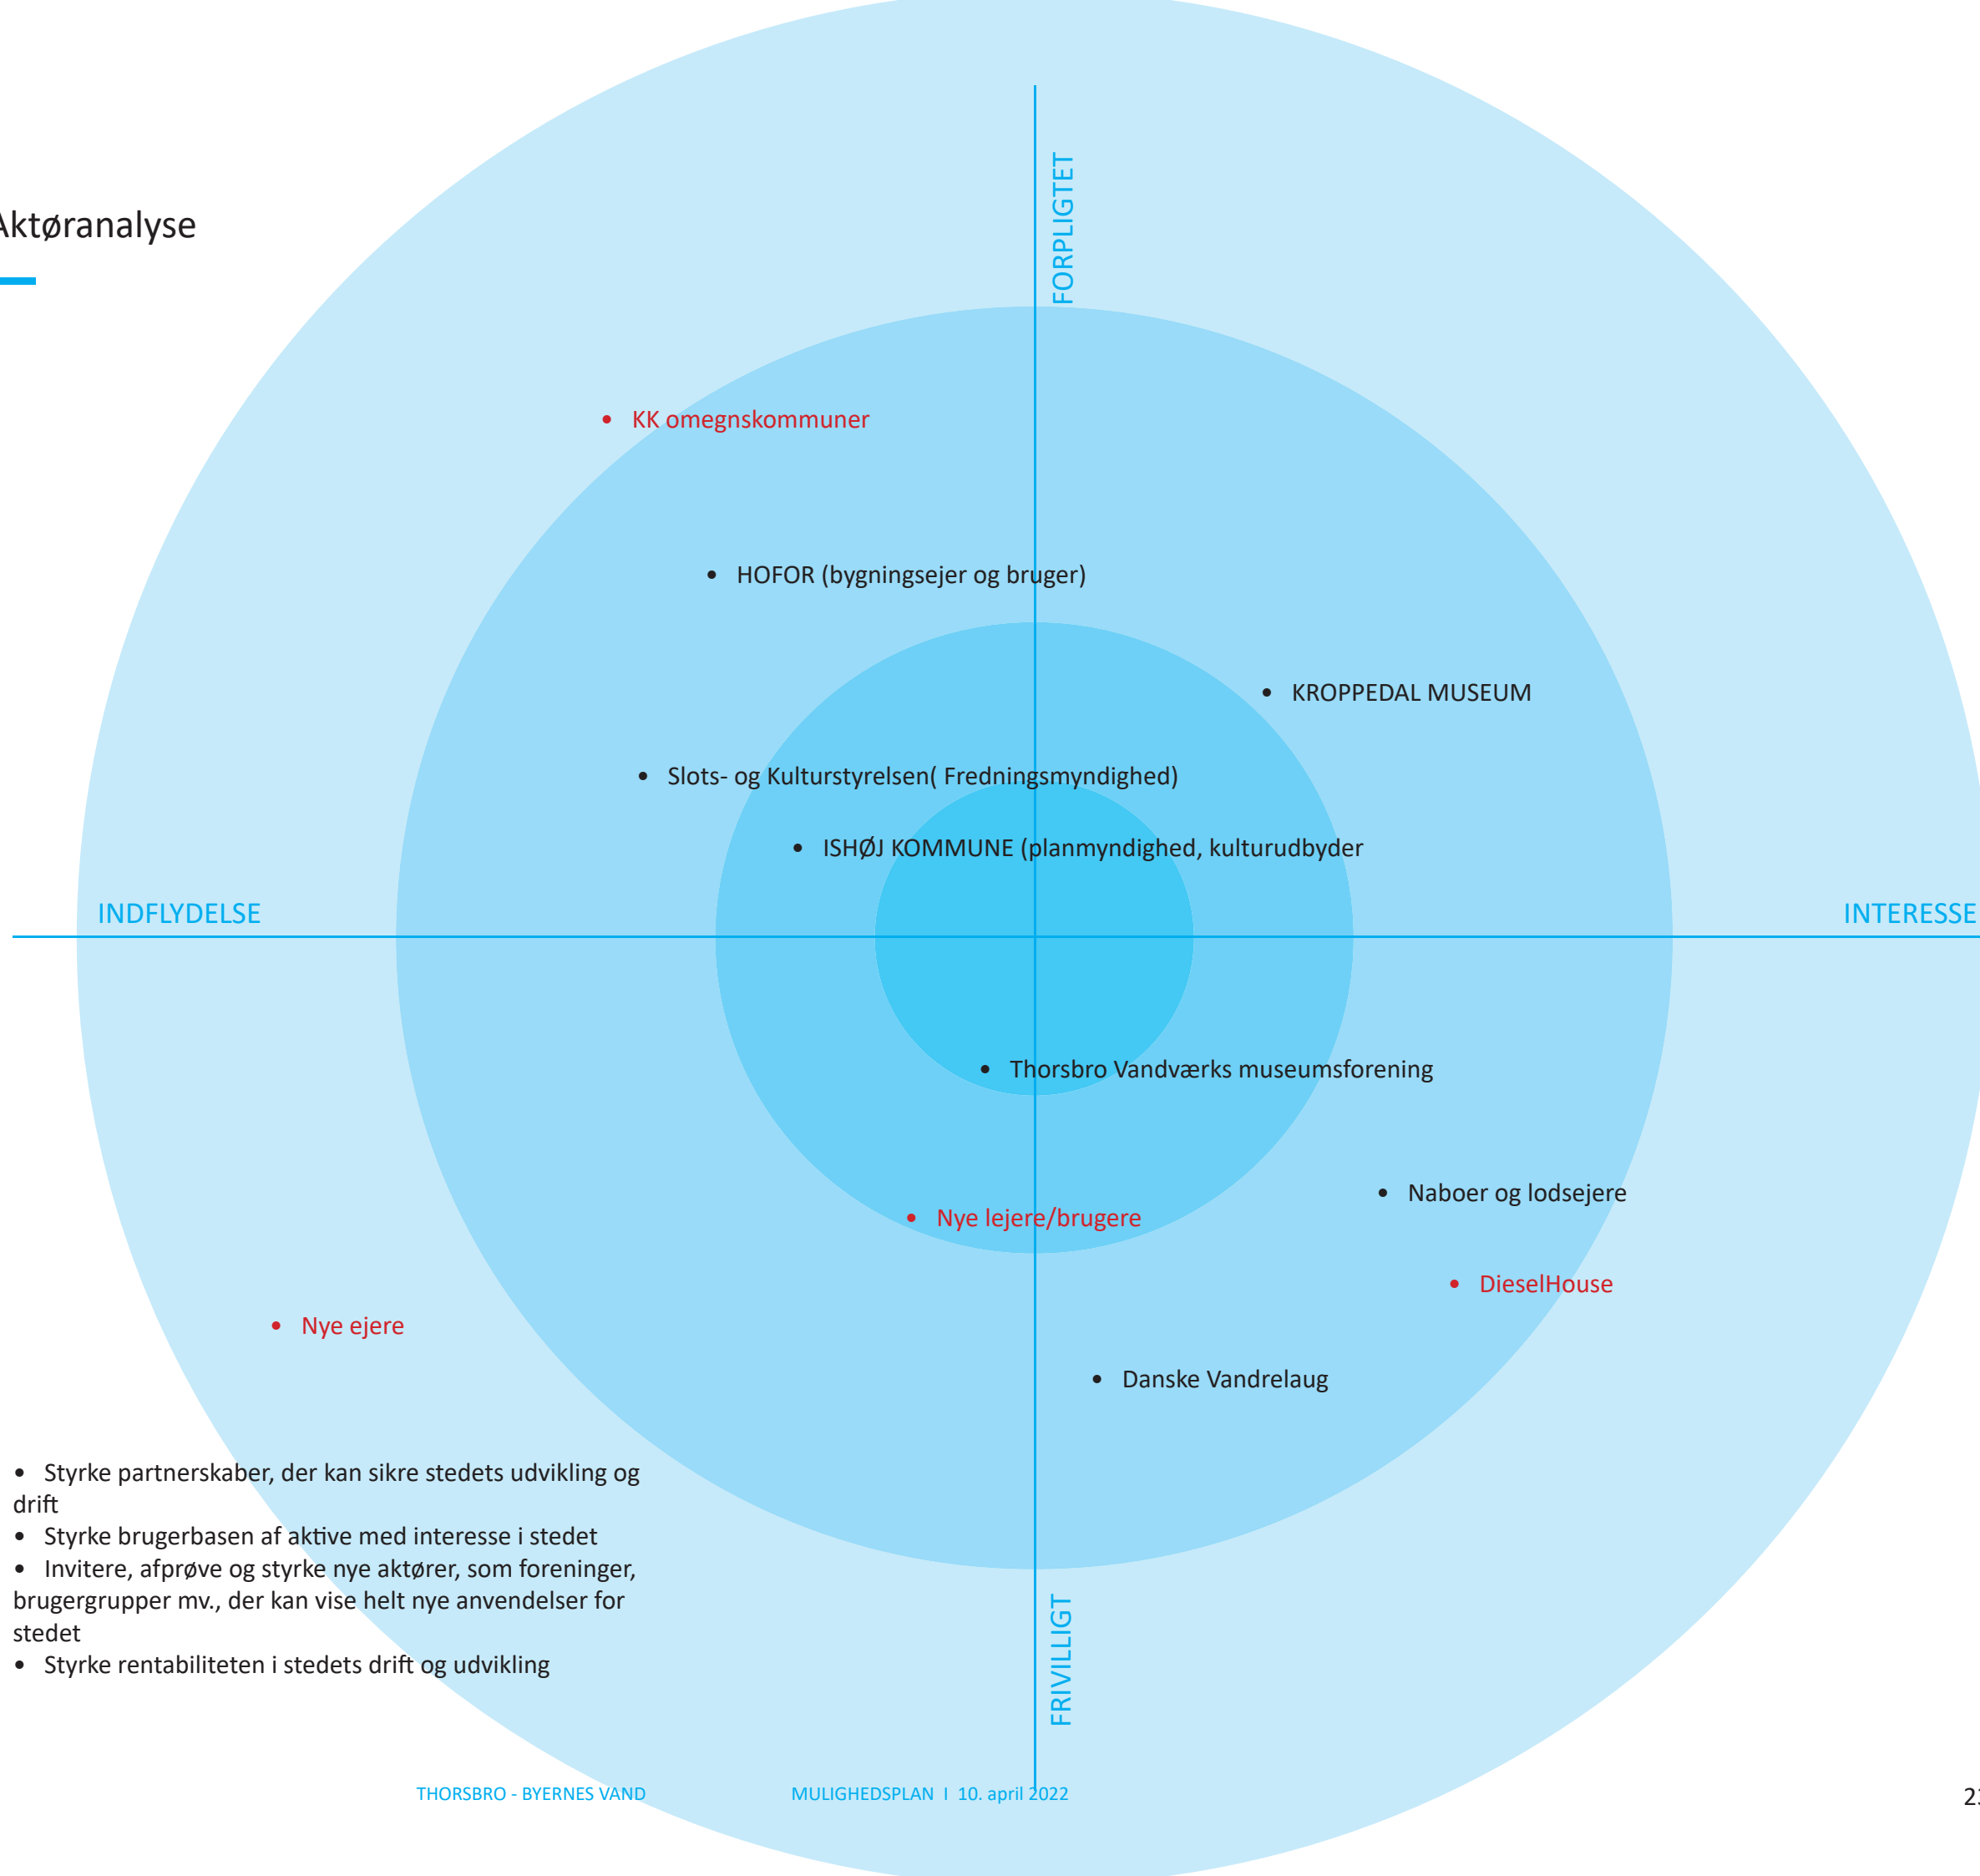 Aktøranalyse
FORPLIGTET
• KK omegnskommuner
• HOFOR (bygningsejer og bruger)
• KROPPEDAL MUSEUM
• Slots- og Kulturstyrelsen( Fredningsmyndighed)
• ISHØJ KOMMUNE (planmyndighed, kulturudbyder
INDFLYDELSE
INTERESSE
• Thorsbro Vandværks museumsforening
• Naboer og lodsejere
• Nye lejere/brugere
• DieselHouse
• Nye ejere
• Danske Vandrelaug
• Styrke partnerskaber, der kan sikre stedets udvikling og
drift
• Styrke brugerbasen af aktive med interesse i stedet
• Invitere, afprøve og styrke nye aktører, som foreninger,
brugergrupper mv., der kan vise helt nye anvendelser for
stedet
• Styrke rentabiliteten i stedets drift og udvikling
FRIVILLIGT
THORSBRO - BYERNES VAND
MULIGHEDSPLAN I 10. april 2022
23